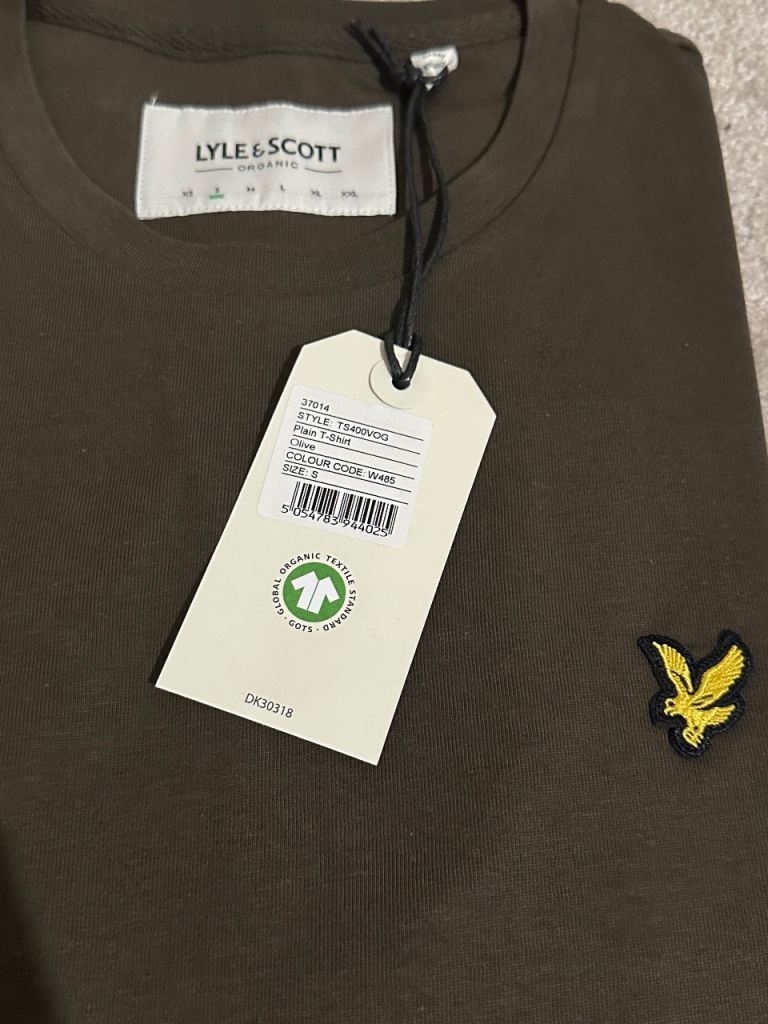 LYLE & SCOTT
ORGANIC
XS S M L XL XXL
37014
STYLE: TS400VOG
Plain T-Shirt
Olive
COLOUR CODE: W485
SIZE: S
5 054783 944025
GLOBAL ORGANIC TEXTILE STANDARD · GOTS ·
DK30318